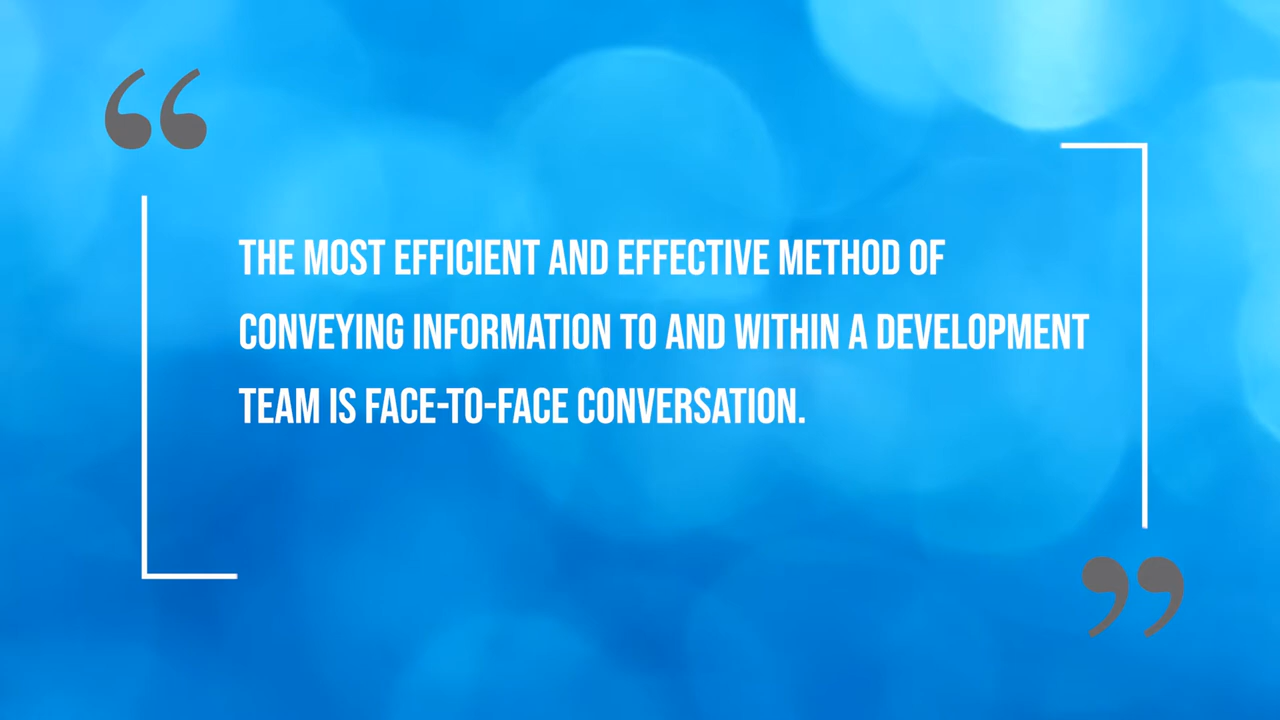 “
THE MOST EFFICIENT AND EFFECTIVE METHOD OF
CONVEYING INFORMATION TO AND WITHIN A DEVELOPMENT
TEAM IS FACE-TO-FACE CONVERSATION.
”